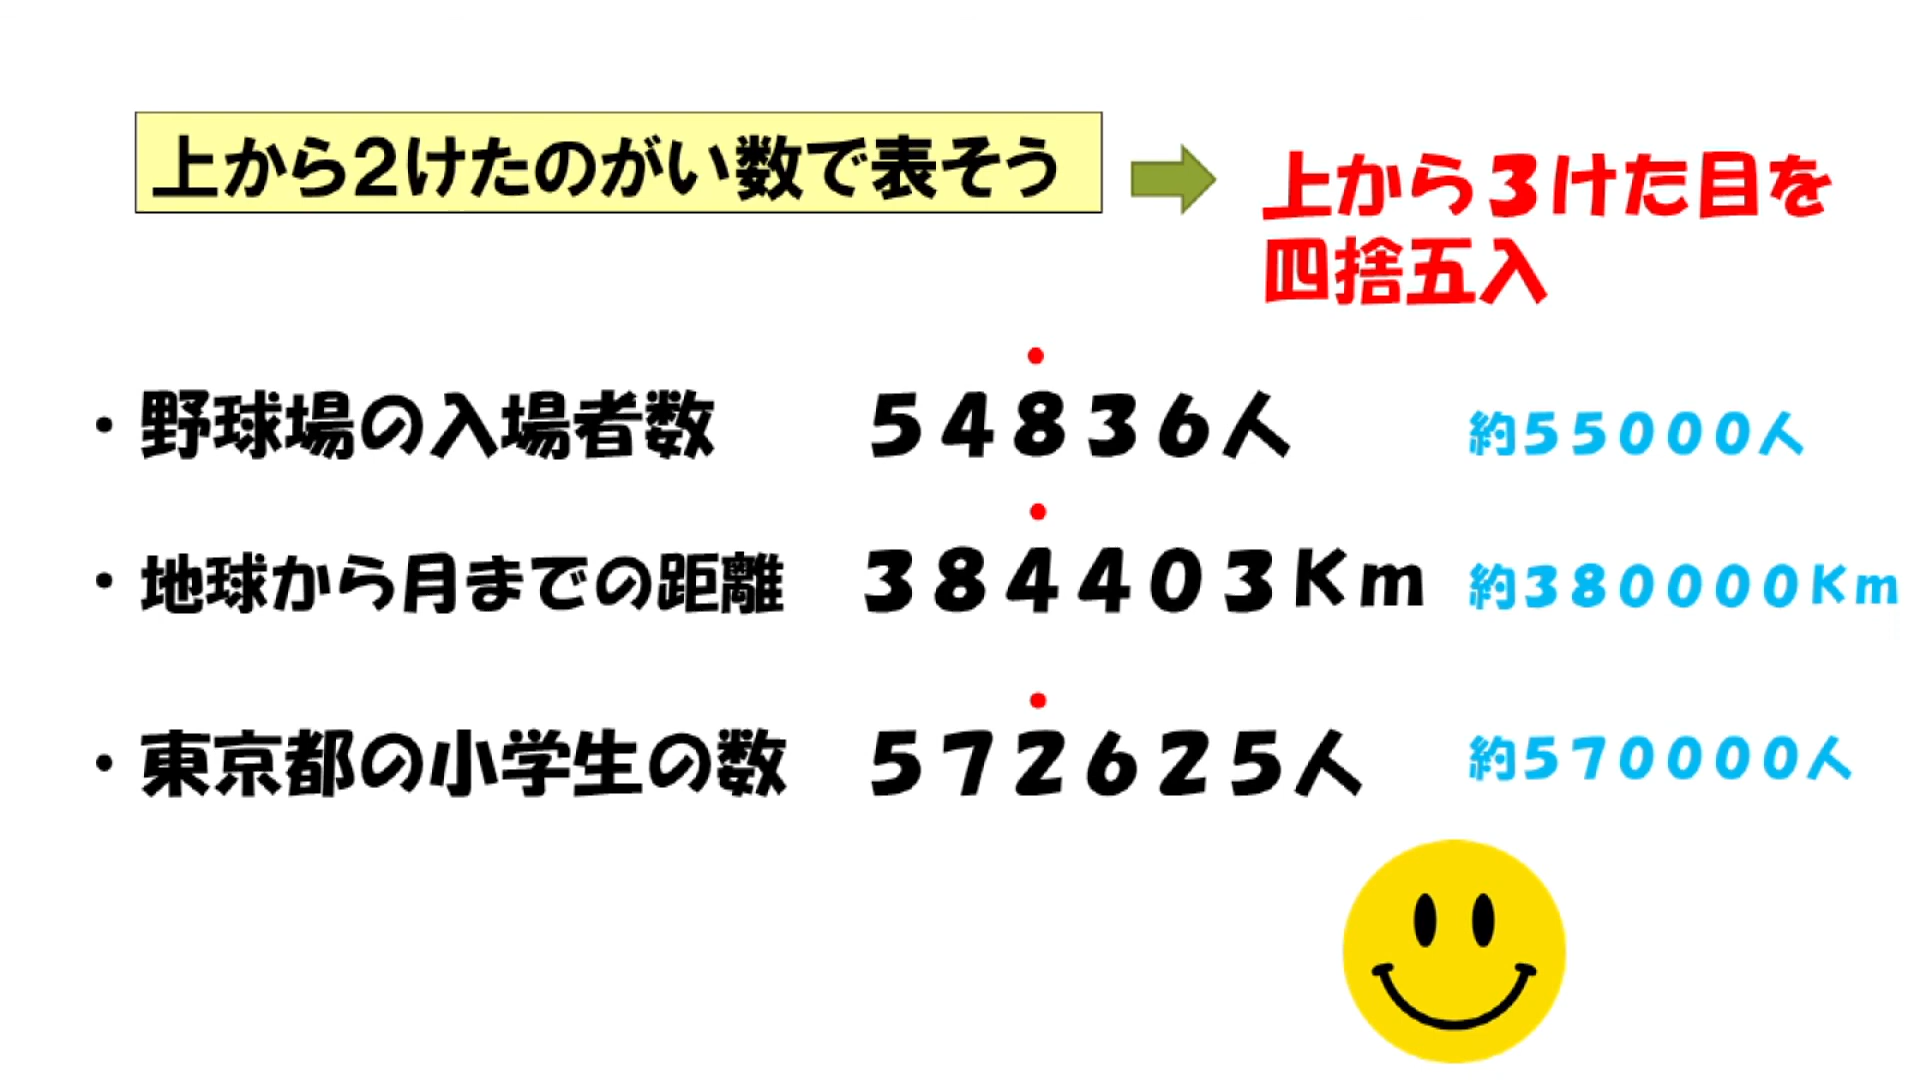 上から２けたのがい数で表そう
上から３けた目を
四捨五入
・野球場の入場者数　５４８３６人　約５５０００人
・地球から月までの距離　３８４４０３Ｋｍ　約３８００００Ｋｍ
・東京都の小学生の数　５７２６２５人　約５７００００人